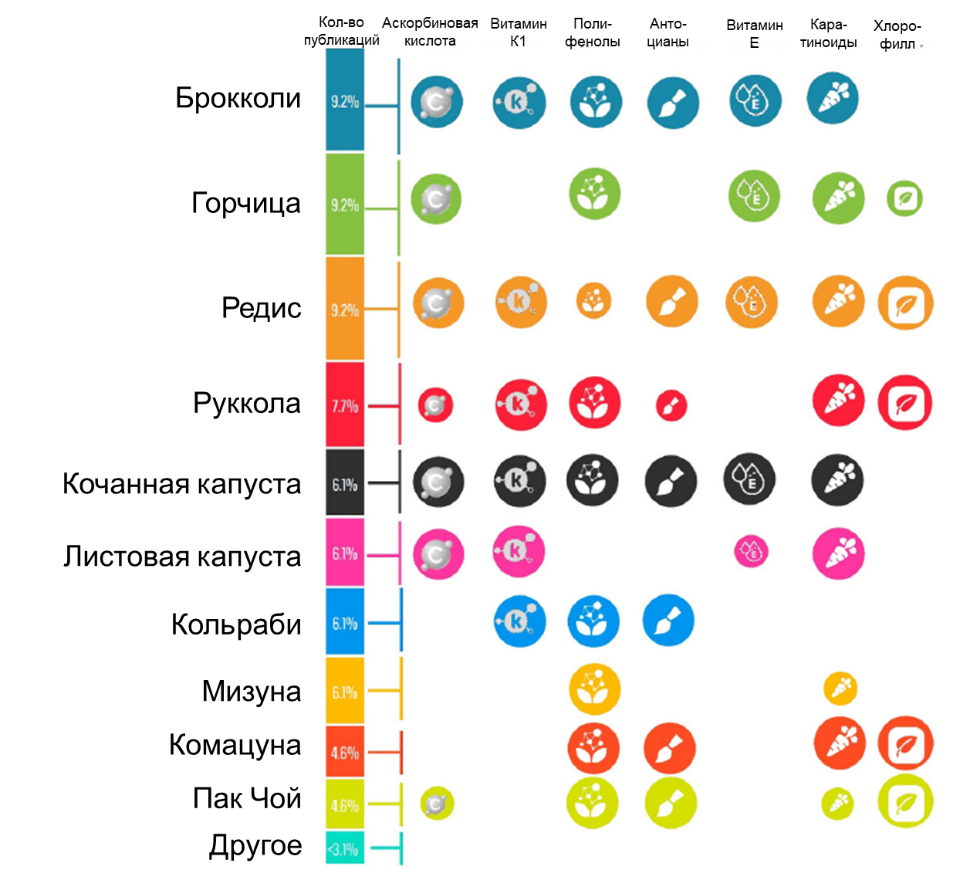 Кол-во Аскорбиновая Витамин Поли- Анто- Витамин Кара- Хлоро-
публикаций кислота К1 фенолы цианы Е тиноиды филл
Брокколи 9.2% C k E
Горчица 9.2% C E
Редис 9.2% C k E
Руккола 7.7% C k
Кочанная капуста 6.1% C k E
Листовая капуста 6.1% C k E
Кольраби 6.1% k
Мизуна 6.1%
Комацуна 4.6%
Пак Чой 4.6% C
Другое <3.1%